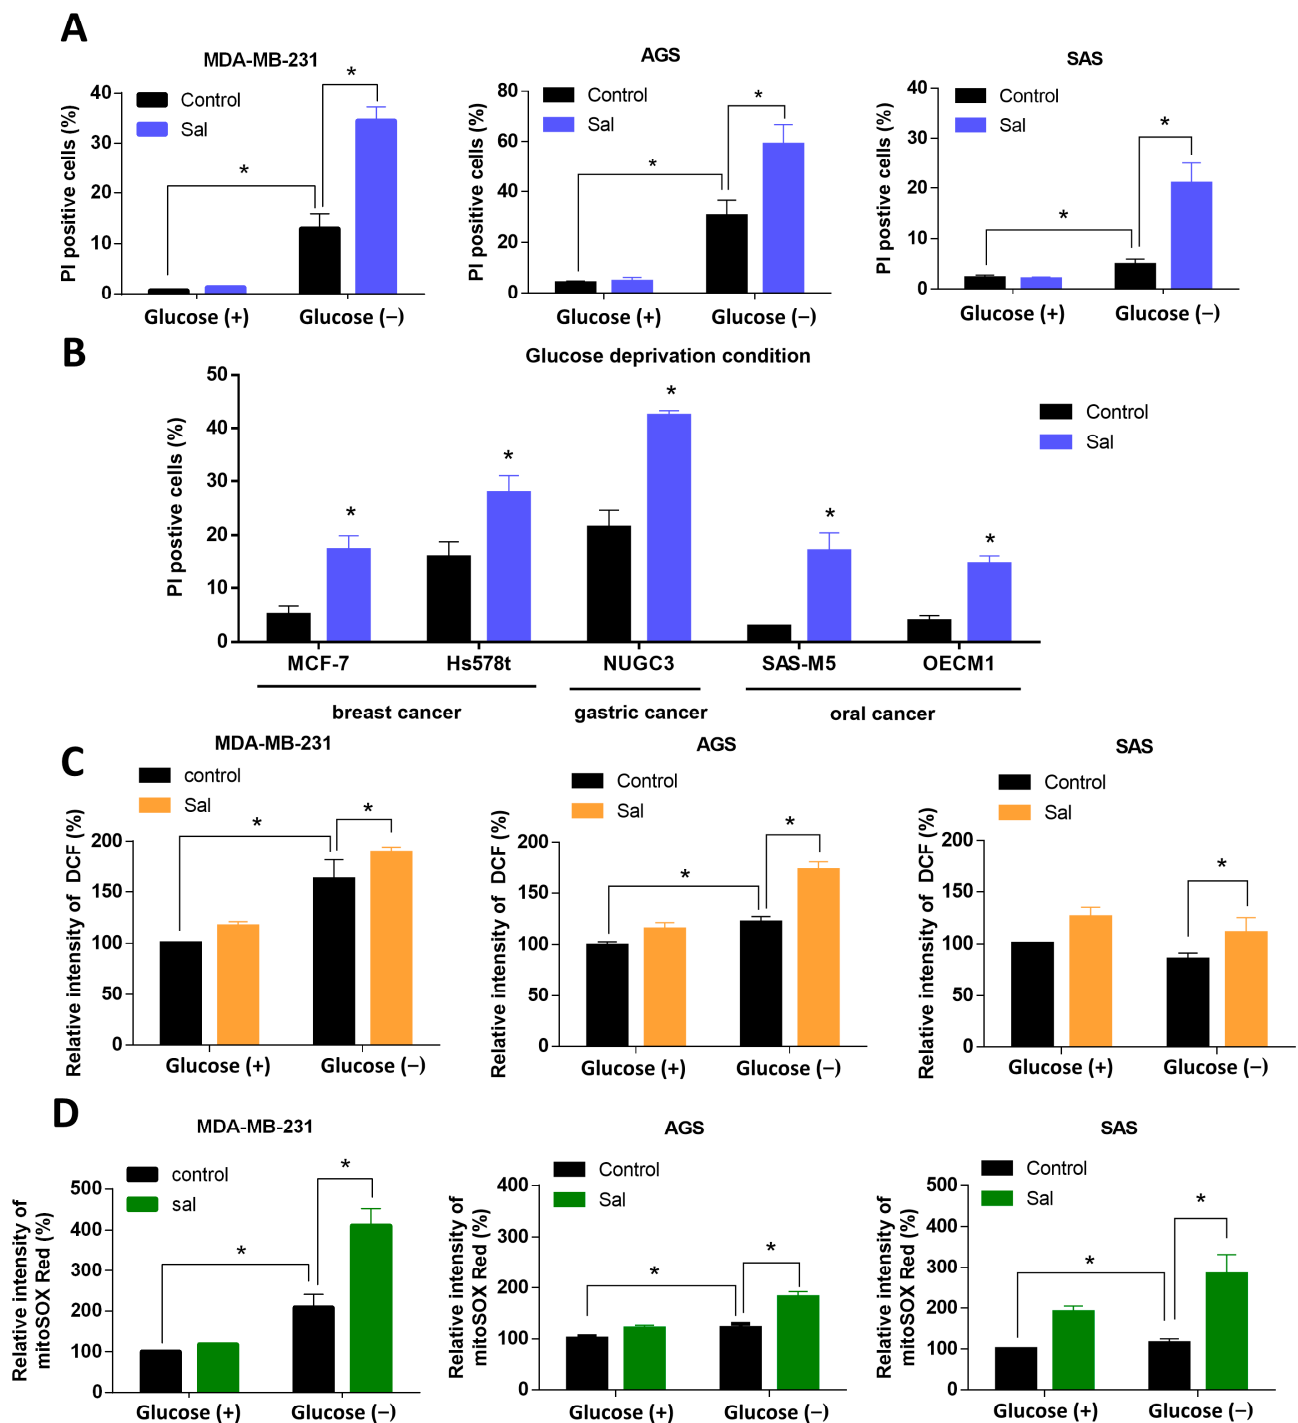 A
MDA-MB-231
Control
Sal
PI positive cells (%)
40
30
20
10
0
*
*
Glucose (+)
Glucose (−)
AGS
Control
Sal
PI positive cells (%)
80
60
40
20
0
*
*
Glucose (+)
Glucose (−)
SAS
Control
Sal
PI postive cells (%)
40
30
20
10
0
*
*
Glucose (+)
Glucose (−)
B
Glucose deprivation condition
Control
Sal
PI postive cells (%)
50
40
30
20
10
0
*
*
*
*
*
MCF-7
Hs578t
NUGC3
SAS-M5
OECM1
breast cancer
gastric cancer
oral cancer
C
MDA-MB-231
control
Sal
Relative intensity of DCF (%)
200
150
100
50
0
*
*
Glucose (+)
Glucose (−)
AGS
Control
Sal
Relative intensity of DCF (%)
200
150
100
50
0
*
*
Glucose (+)
Glucose (−)
SAS
Control
Sal
Relative intensity of DCF (%)
200
150
100
50
0
*
Glucose (+)
Glucose (−)
D
MDA-MB-231
control
sal
Relative intensity of
mitoSOX Red (%)
500
400
300
200
100
0
*
*
Glucose (+)
Glucose (−)
AGS
Control
Sal
Relative intensity of
mitoSOX Red (%)
400
300
200
100
0
*
*
Glucose (+)
Glucose (−)
SAS
Control
Sal
Relative intensity of
mitoSOX Red (%)
500
400
300
200
100
0
*
*
Glucose (+)
Glucose (−)